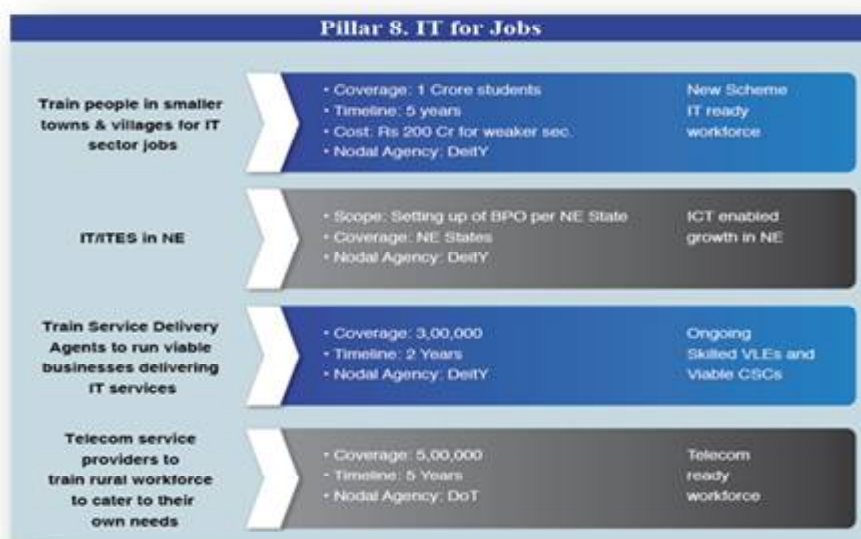 Pillar 8. IT for Jobs
Train people in smaller
towns & villages for IT
sector jobs
• Coverage: 1 Crore students
• Timeline: 5 years
• Cost: Rs 200 Cr for weaker sec.
• Nodal Agency: DeitY
New Scheme
IT ready
workforce
IT/ITES in NE
• Scope: Setting up of BPO per NE State
• Coverage: NE States
• Nodal Agency: DeitY
ICT enabled
growth in NE
Train Service Delivery
Agents to run viable
businesses delivering
IT services
• Coverage: 3,00,000
• Timeline: 2 Years
• Nodal Agency: DeitY
Ongoing
Skilled VLEs and
Viable CSCs
Telecom service
providers to
train rural workforce
to cater to their
own needs
• Coverage: 5,00,000
• Timeline: 5 Years
• Nodal Agency: DoT
Telecom
ready
workforce